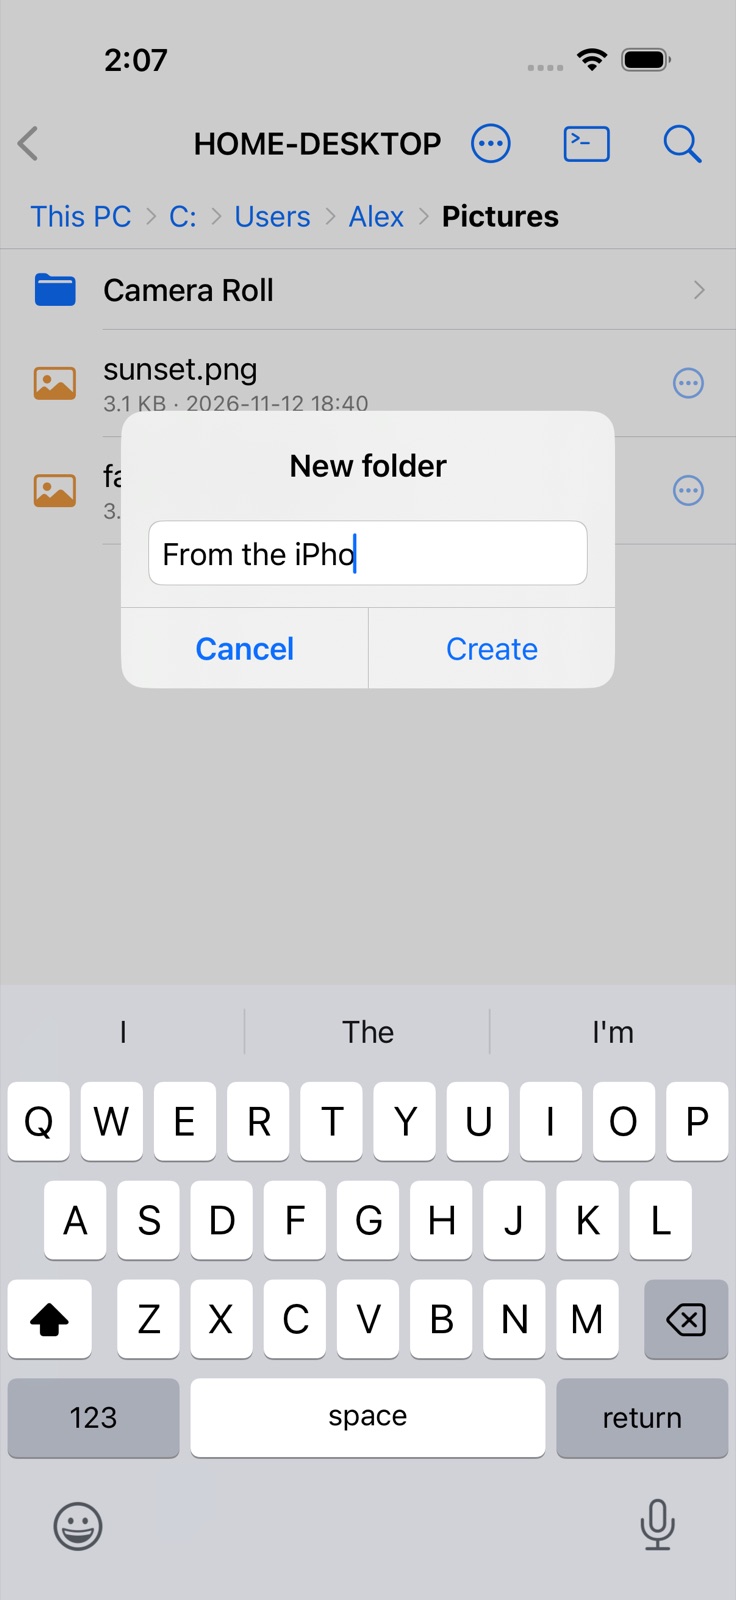 2:07
HOME-DESKTOP
This PC > C: > Users > Alex > Pictures
Camera Roll
sunset.png
3.1 KB · 2026-11-12 18:40
New folder
From the iPho
Cancel Create
I The I'm
Q W E R T Y U I O P
A S D F G H J K L
Z X C V B N M
123 space return